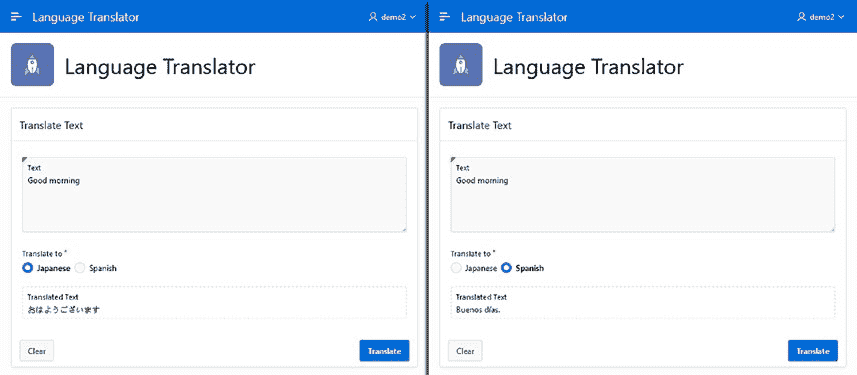 Language Translator
demo2
Language Translator
Translate Text
Text
Good morning
Translate to *
Japanese Spanish
Translated Text
おはようございます
Clear Translate
Language Translator
demo2
Language Translator
Translate Text
Text
Good morning
Translate to *
Japanese Spanish
Translated Text
Buenos días.
Clear Translate